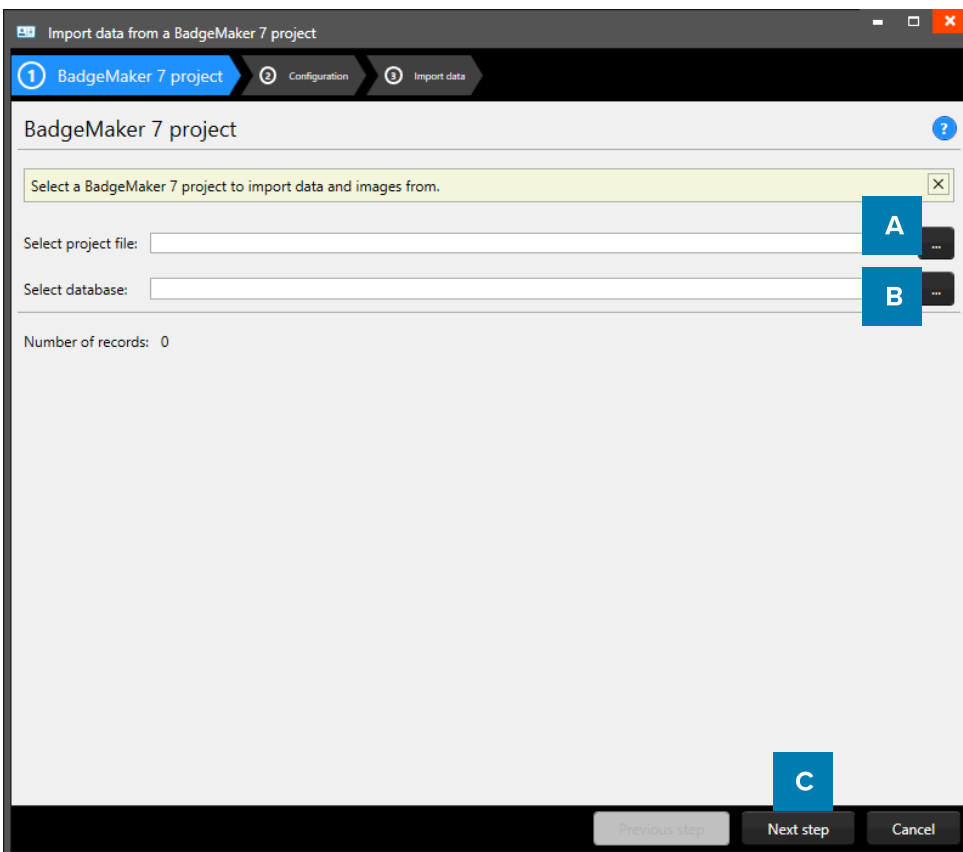 Import data from a BadgeMaker 7 project
1 BadgeMaker 7 project 2 Configuration 3 Import data
BadgeMaker 7 project ?
Select a BadgeMaker 7 project to import data and images from.
A
Select project file: ...
B
Select database: ...
Number of records: 0
C
Previous step Next step Cancel